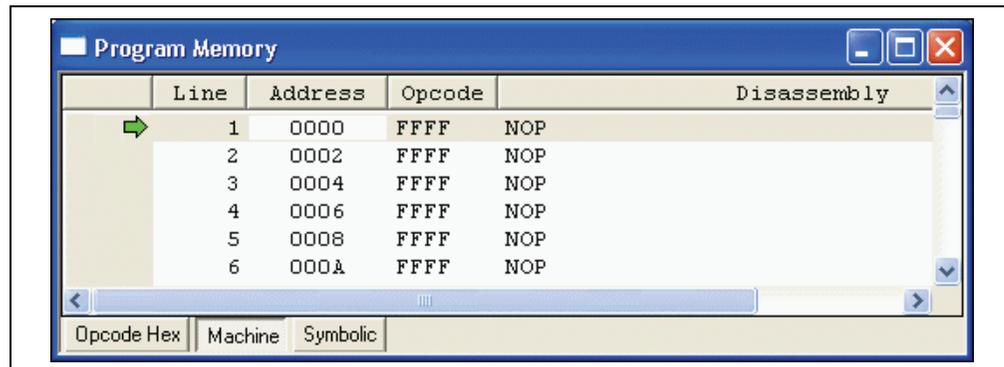 Program Memory
Line Address Opcode Disassembly
1 0000 FFFF NOP
2 0002 FFFF NOP
3 0004 FFFF NOP
4 0006 FFFF NOP
5 0008 FFFF NOP
6 000A FFFF NOP
Opcode Hex Machine Symbolic